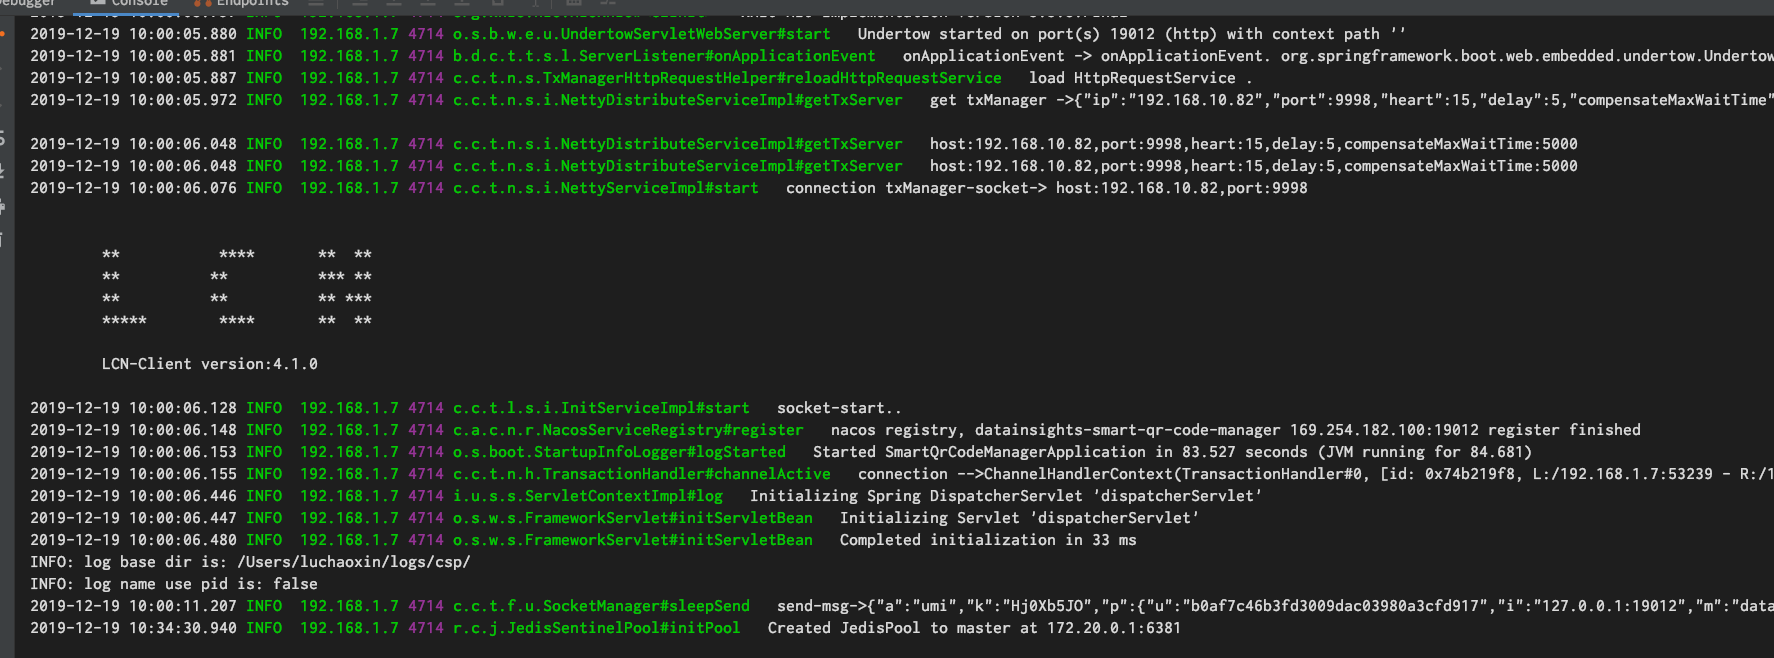 Debugger Console Endpoints
2019-12-19 10:00:05.880 INFO 192.168.1.7 4714 o.s.b.w.e.u.UndertowServletWebServer#start Undertow started on port(s) 19012 (http) with context path ''
2019-12-19 10:00:05.881 INFO 192.168.1.7 4714 b.d.c.t.t.s.l.ServerListener#onApplicationEvent onApplicationEvent -> onApplicationEvent. org.springframework.boot.web.embedded.undertow.Undertow
2019-12-19 10:00:05.887 INFO 192.168.1.7 4714 c.c.t.n.s.TxManagerHttpRequestHelper#reloadHttpRequestService load HttpRequestService .
2019-12-19 10:00:05.972 INFO 192.168.1.7 4714 c.c.t.n.s.i.NettyDistributeServiceImpl#getTxServer get txManager ->{"ip":"192.168.10.82","port":9998,"heart":15,"delay":5,"compensateMaxWaitTime"
2019-12-19 10:00:06.048 INFO 192.168.1.7 4714 c.c.t.n.s.i.NettyDistributeServiceImpl#getTxServer host:192.168.10.82,port:9998,heart:15,delay:5,compensateMaxWaitTime:5000
2019-12-19 10:00:06.048 INFO 192.168.1.7 4714 c.c.t.n.s.i.NettyDistributeServiceImpl#getTxServer host:192.168.10.82,port:9998,heart:15,delay:5,compensateMaxWaitTime:5000
2019-12-19 10:00:06.076 INFO 192.168.1.7 4714 c.c.t.n.s.i.NettyServiceImpl#start connection txManager-socket-> host:192.168.10.82,port:9998
** **** ** **
** ** *** **
** ** ** ***
***** **** ** **
LCN-Client version:4.1.0
2019-12-19 10:00:06.128 INFO 192.168.1.7 4714 c.c.t.l.s.i.InitServiceImpl#start socket-start..
2019-12-19 10:00:06.148 INFO 192.168.1.7 4714 c.a.c.n.r.NacosServiceRegistry#register nacos registry, datainsights-smart-qr-code-manager 169.254.182.100:19012 register finished
2019-12-19 10:00:06.153 INFO 192.168.1.7 4714 o.s.boot.StartupInfoLogger#logStarted Started SmartQrCodeManagerApplication in 83.527 seconds (JVM running for 84.681)
2019-12-19 10:00:06.155 INFO 192.168.1.7 4714 c.c.t.n.h.TransactionHandler#channelActive connection -->ChannelHandlerContext(TransactionHandler#0, [id: 0x74b219f8, L:/192.168.1.7:53239 - R:/1
2019-12-19 10:00:06.446 INFO 192.168.1.7 4714 i.u.s.s.ServletContextImpl#log Initializing Spring DispatcherServlet 'dispatcherServlet'
2019-12-19 10:00:06.447 INFO 192.168.1.7 4714 o.s.w.s.FrameworkServlet#initServletBean Initializing Servlet 'dispatcherServlet'
2019-12-19 10:00:06.480 INFO 192.168.1.7 4714 o.s.w.s.FrameworkServlet#initServletBean Completed initialization in 33 ms
INFO: log base dir is: /Users/luchaoxin/logs/csp/
INFO: log name use pid is: false
2019-12-19 10:00:11.207 INFO 192.168.1.7 4714 c.c.t.f.u.SocketManager#sleepSend send-msg->{"a":"umi","k":"Hj0Xb5JO","p":{"u":"b0af7c46b3fd3009dac03980a3cfd917","i":"127.0.0.1:19012","m":"data
2019-12-19 10:34:30.940 INFO 192.168.1.7 4714 r.c.j.JedisSentinelPool#initPool Created JedisPool to master at 172.20.0.1:6381